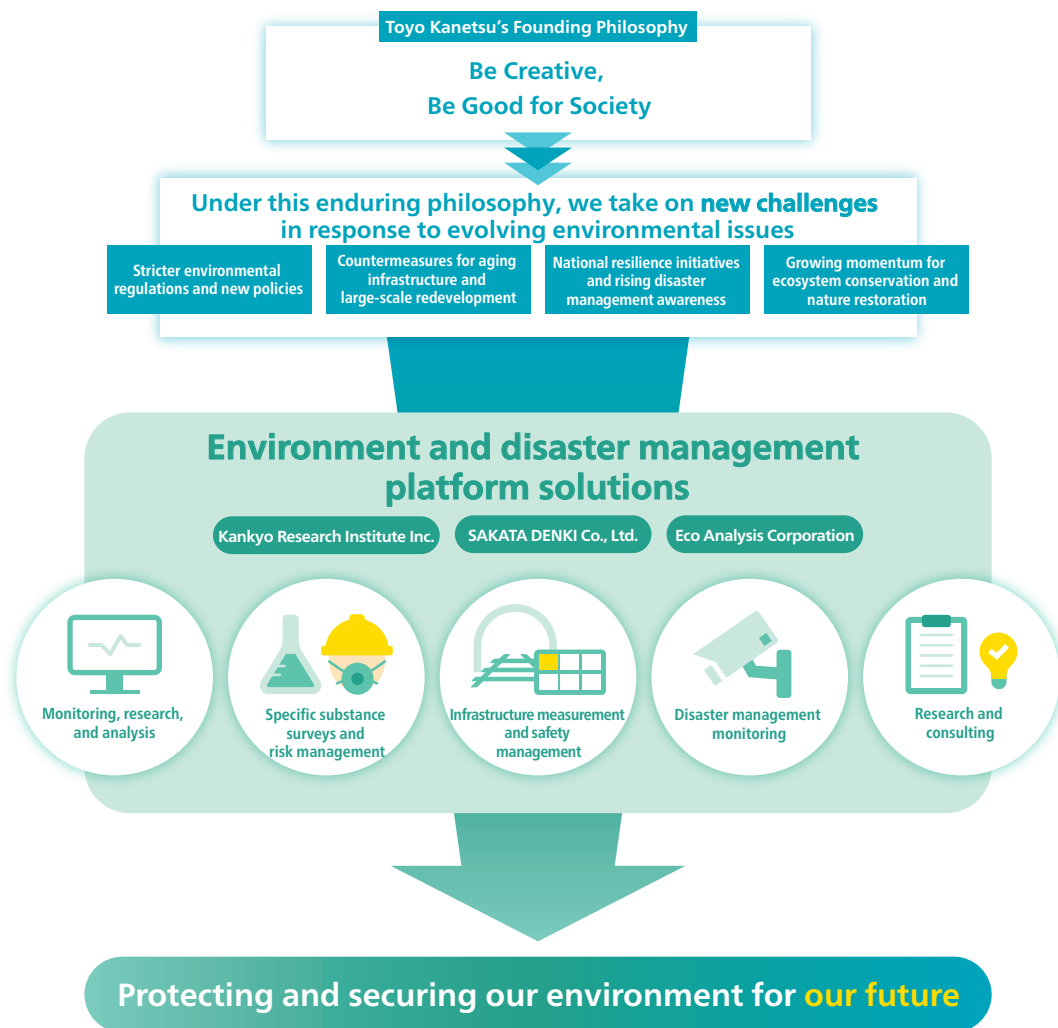 Toyo Kanetsu's Founding Philosophy
Be Creative,
Be Good for Society
Under this enduring philosophy, we take on new challenges
in response to evolving environmental issues
Stricter environmental
regulations and new policies
Countermeasures for aging
infrastructure and
large-scale redevelopment
National resilience initiatives
and rising disaster
management awareness
Growing momentum for
ecosystem conservation and
nature restoration
Environment and disaster management
platform solutions
Kankyo Research Institute Inc.
SAKATA DENKI Co., Ltd.
Eco Analysis Corporation
Monitoring, research,
and analysis
Specific substance
surveys and
risk management
Infrastructure measurement
and safety
management
Disaster management
monitoring
Research and
consulting
Protecting and securing our environment for our future